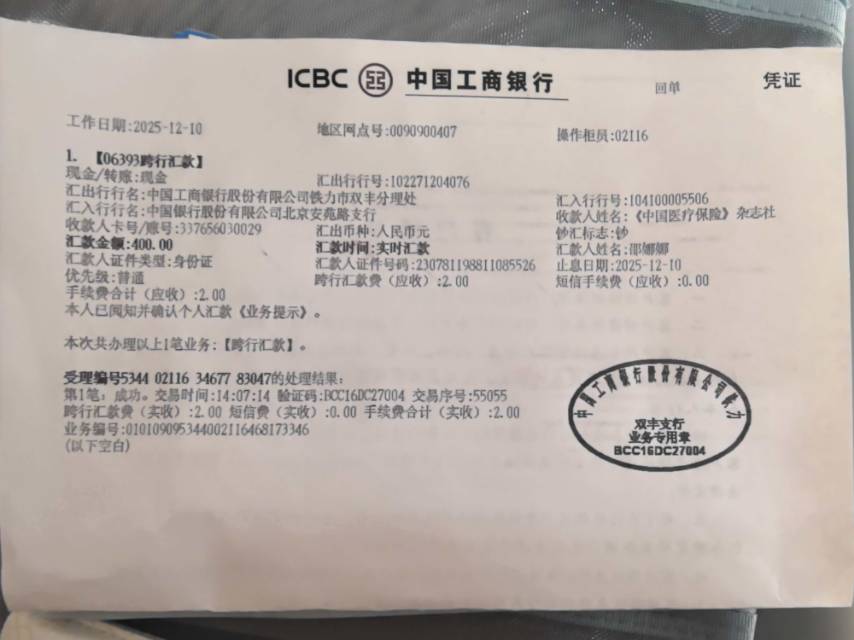 ICBC 中国工商银行 回单 凭证
工作日期:2025-12-10 地区网点号:0090900407 操作柜员:02116
1. 【06393跨行汇款】
现金/转账:现金 汇出行行号:102271204076
汇出行行名:中国工商银行股份有限公司铁力市双丰分理处 汇入行行号:104100005506
汇入行行名:中国银行股份有限公司北京安苑路支行 收款人姓名:《中国医疗保险》杂志社
收款人卡号/账号:337656030029 汇出币种:人民币元 钞汇标志:钞
汇款金额:400.00 汇款时间:实时汇款 汇款人姓名:邵娜娜
汇款人证件类型:身份证 汇款人证件号码:230781198811085526 止息日期:2025-12-10
优先级:普通 跨行汇款费（应收）:2.00 短信手续费（应收）:0.00
手续费合计（应收）:2.00
本人已阅知并确认个人汇款《业务提示》。
本次共办理以上1笔业务:【跨行汇款】。
受理编号5344 02116 34677 83047的处理结果:
第1笔: 成功。交易时间:14:07:14 验证码:BCC16DC27004 交易序号:55055
跨行汇款费（实收）:2.00 短信费（实收）:0.00 手续费合计（实收）:2.00
业务编号:0101090953440021164681733​46
(以下空白)
中国工商银行股份有限公司铁力
双丰支行
业务专用章
BCC16DC27004